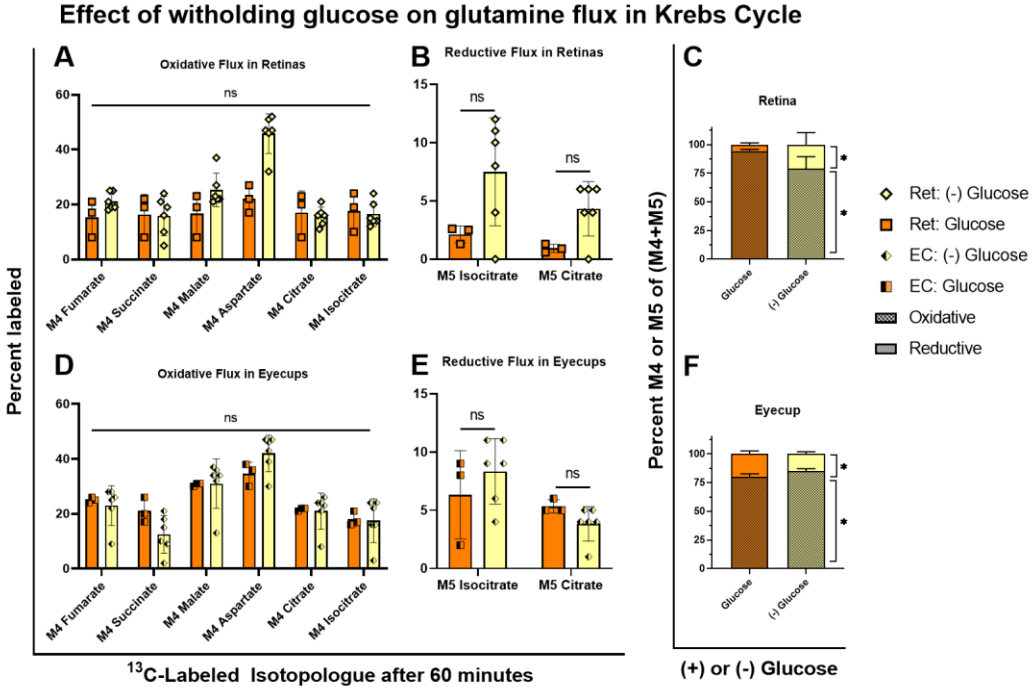 Effect of witholding glucose on glutamine flux in Krebs Cycle
Percent labeled
A
Oxidative Flux in Retinas
ns
60
40
20
0
M4 Fumarate
M4 Succinate
M4 Malate
M4 Aspartate
M4 Citrate
M4 Isocitrate
B
Reductive Flux in Retinas
ns
ns
15
10
5
0
M5 Isocitrate
M5 Citrate
D
Oxidative Flux in Eyecups
ns
60
40
20
0
M4 Fumarate
M4 Succinate
M4 Malate
M4 Aspartate
M4 Citrate
M4 Isocitrate
E
Reductive Flux in Eyecups
ns
ns
15
10
5
0
M5 Isocitrate
M5 Citrate
¹³C-Labeled Isotopologue after 60 minutes
Percent M4 or M5 of (M4+M5)
C
Retina
100
75
50
25
0
*
*
Glucose
(-) Glucose
F
Eyecup
100
75
50
25
0
*
*
Glucose
(-) Glucose
(+) or (-) Glucose
Ret: (-) Glucose
Ret: Glucose
EC: (-) Glucose
EC: Glucose
Oxidative
Reductive